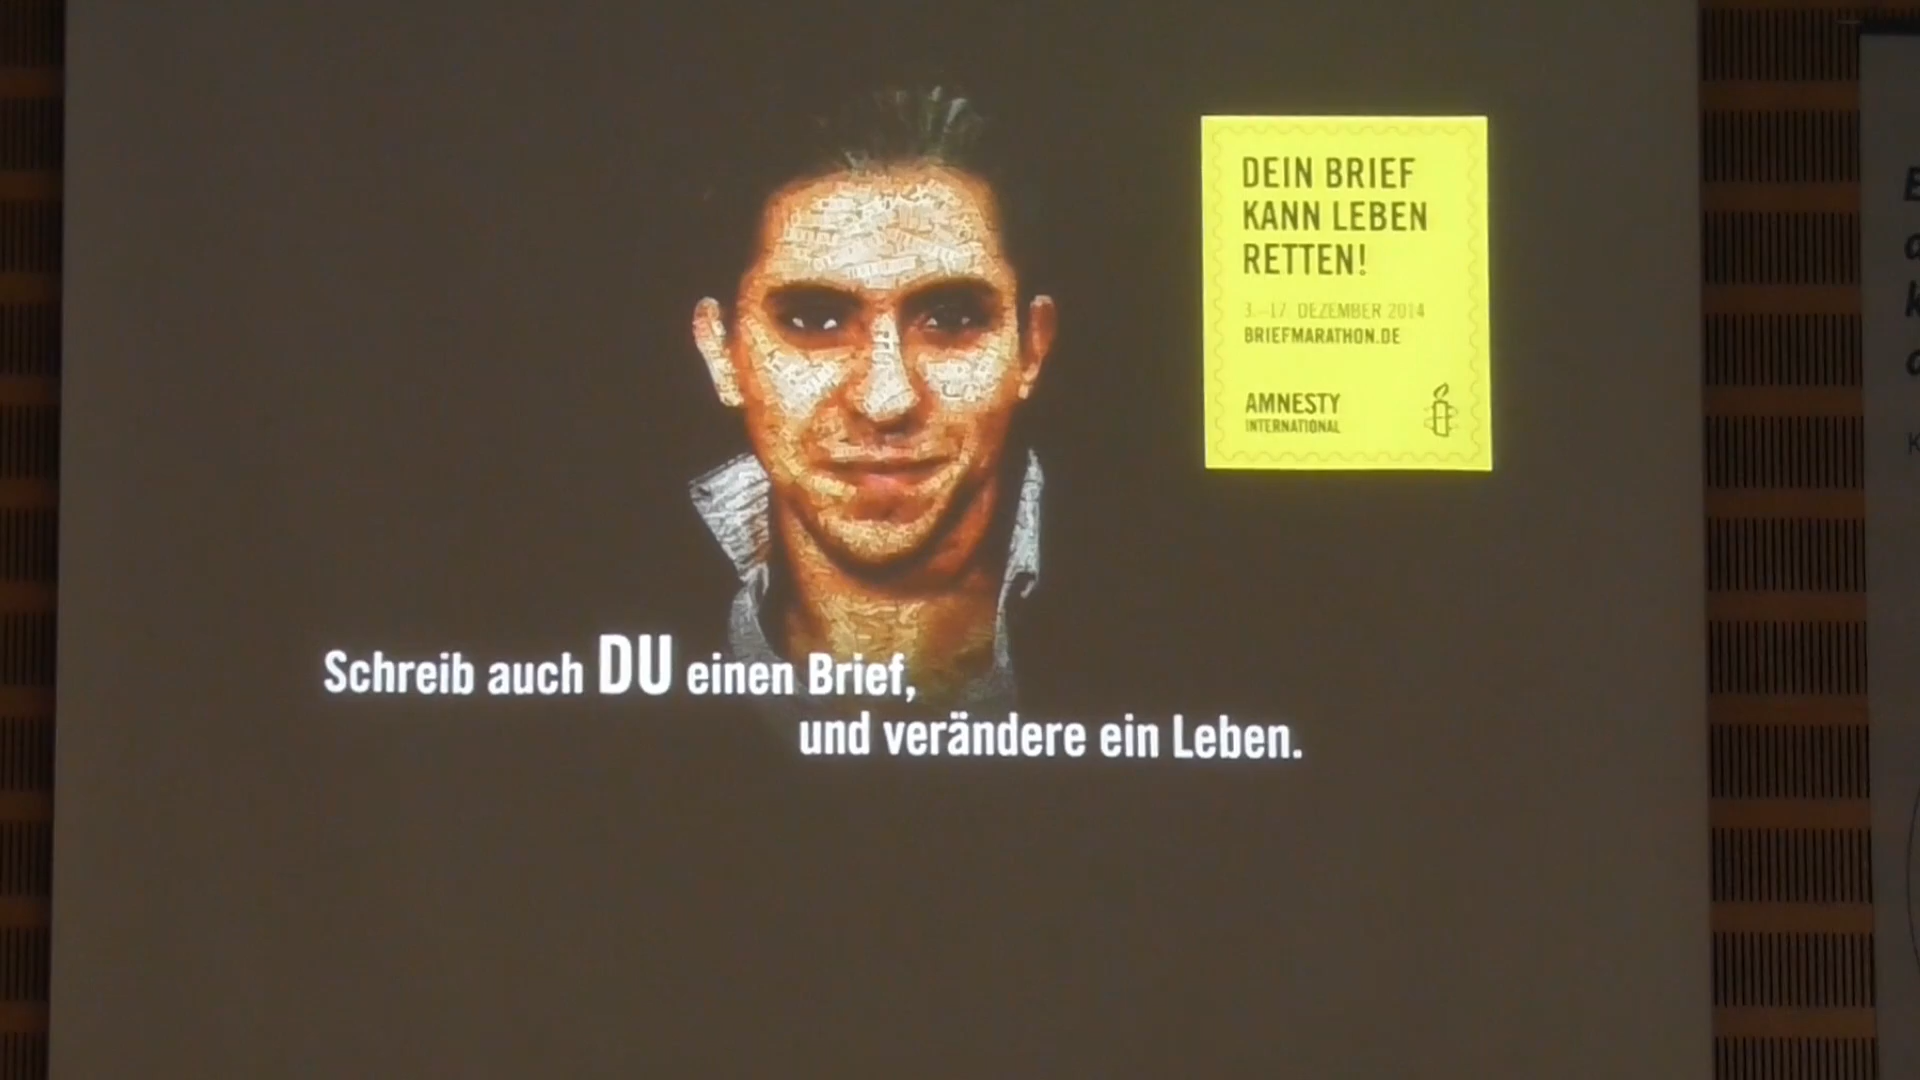 DEIN BRIEF
KANN LEBEN
RETTEN!
3.–17. DEZEMBER 2014
BRIEFMARATHON.DE
AMNESTY
INTERNATIONAL
Schreib auch DU einen Brief,
und verändere ein Leben.